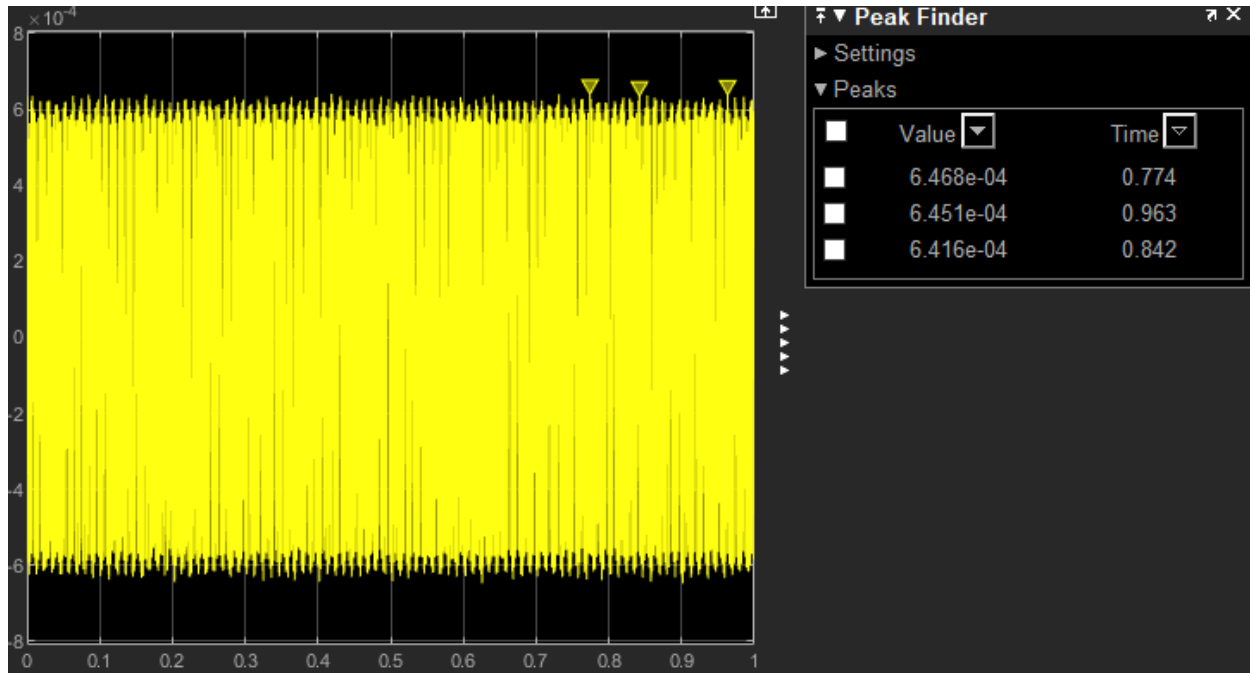 ×10⁻⁴
8
6
4
2
0
-2
-4
-6
-8
0 0.1 0.2 0.3 0.4 0.5 0.6 0.7 0.8 0.9 1
Peak Finder
Settings
Peaks
Value Time
6.468e-04 0.774
6.451e-04 0.963
6.416e-04 0.842